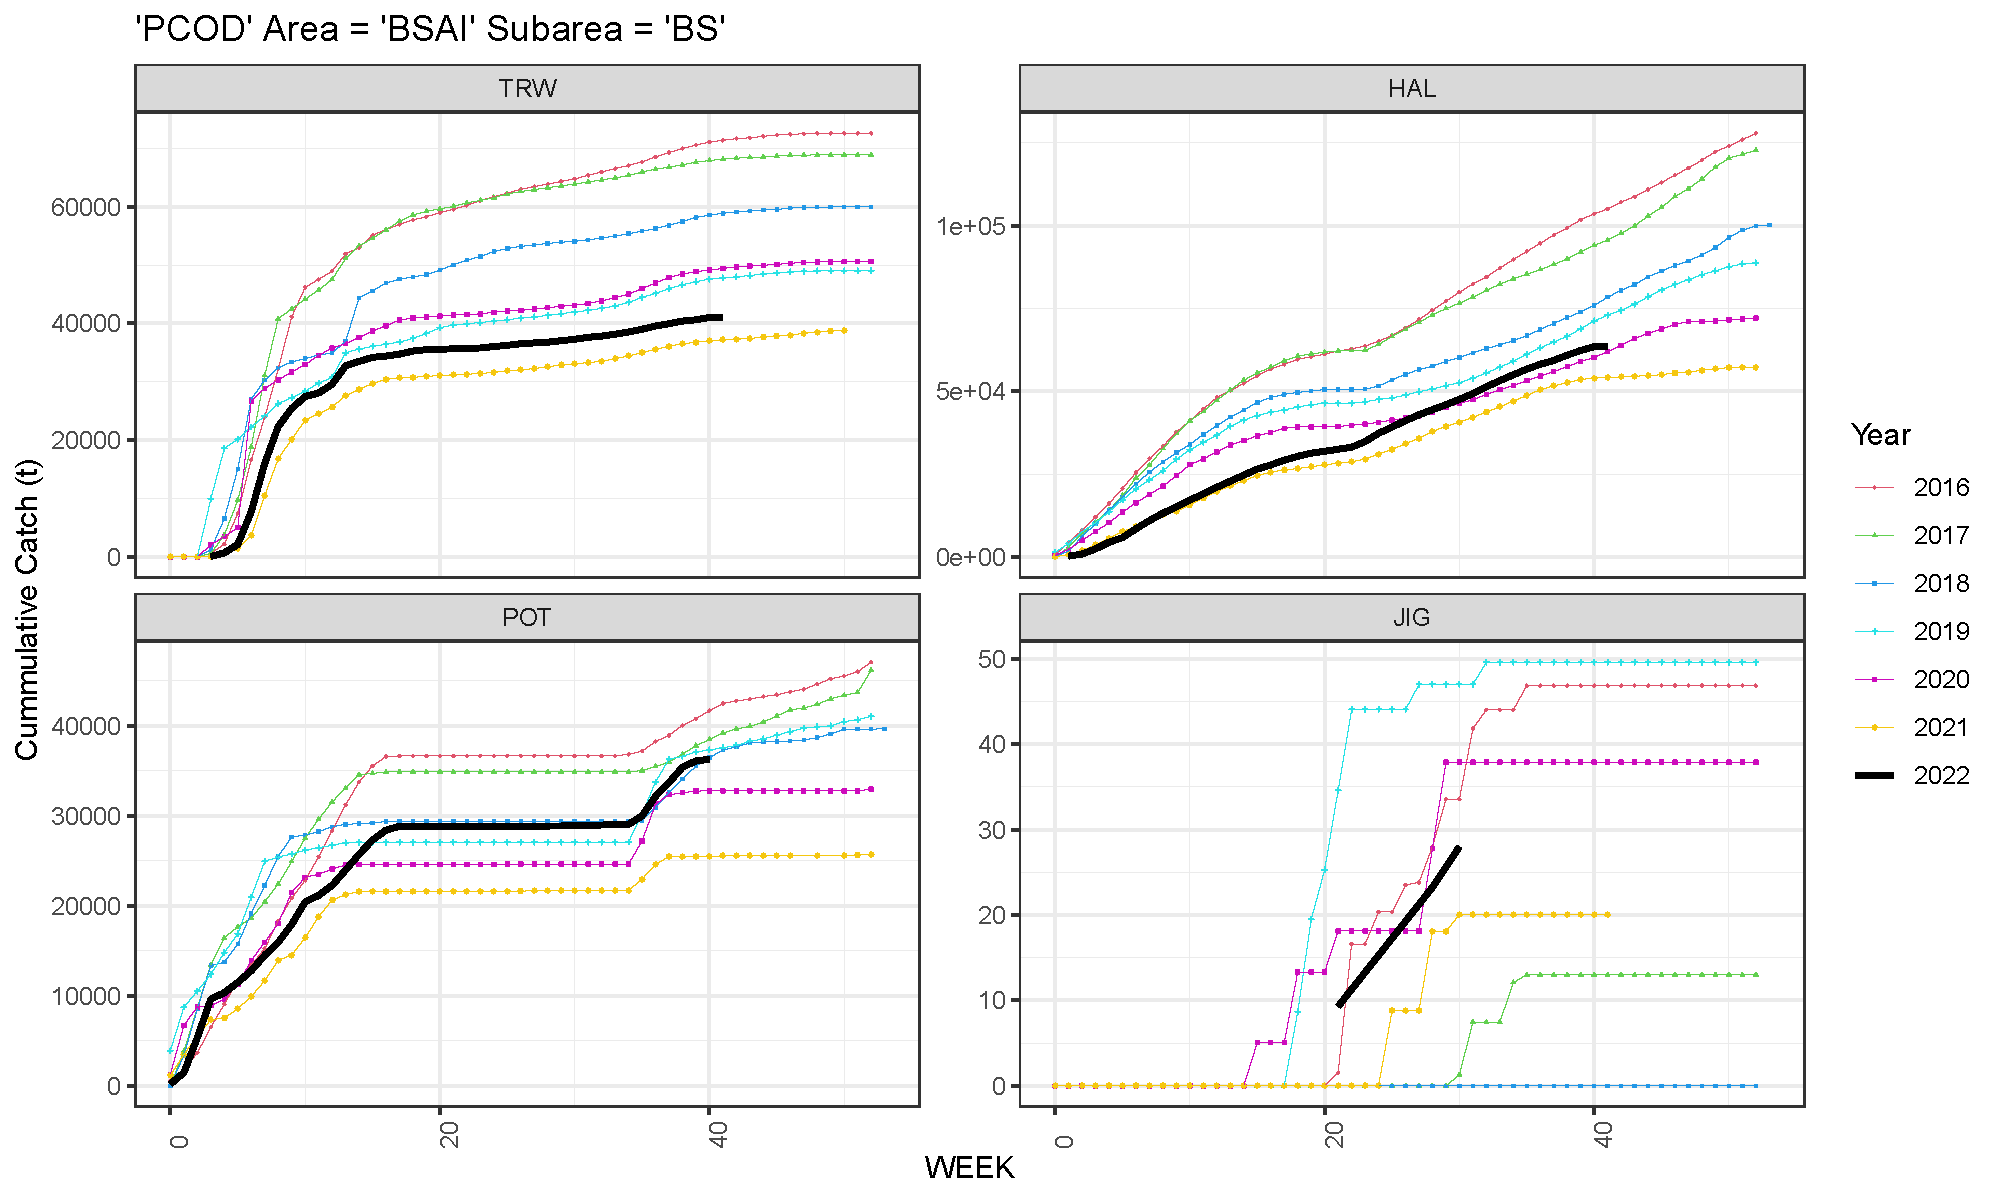 'PCOD' Area = 'BSAI' Subarea = 'BS'
TRW
HAL
60000
40000
20000
0
1e+05
5e+04
0e+00
POT
JIG
40000
30000
20000
10000
0
50
40
30
20
10
0
0
20
40
0
20
40
WEEK
Cummulative Catch (t)
Year
2016
2017
2018
2019
2020
2021
2022